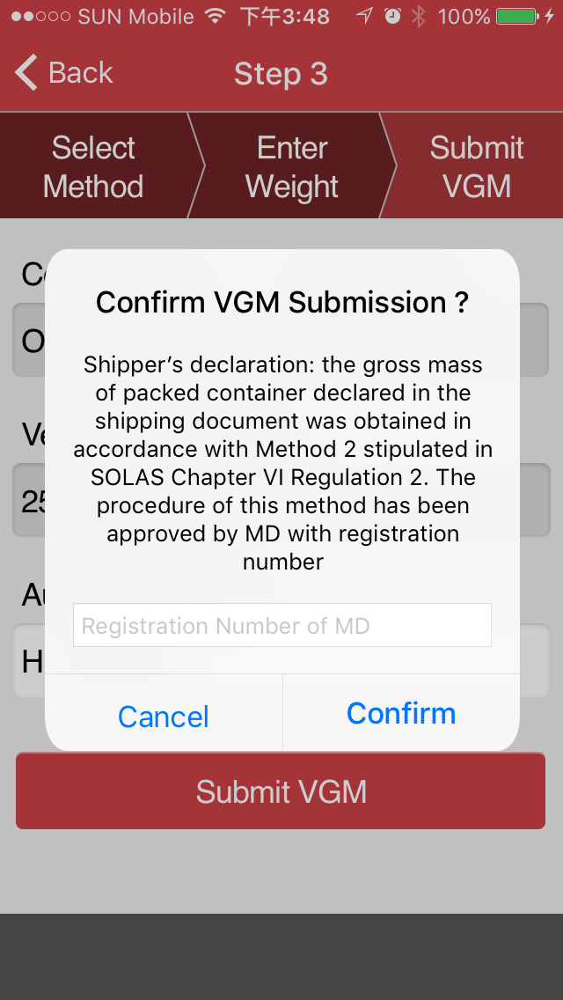 SUN Mobile 下午3:48 100%
Back Step 3
Select Method
Enter Weight
Submit VGM
Confirm VGM Submission ?
Shipper's declaration: the gross mass
of packed container declared in the
shipping document was obtained in
accordance with Method 2 stipulated in
SOLAS Chapter VI Regulation 2. The
procedure of this method has been
approved by MD with registration
number
Registration Number of MD
Cancel Confirm
Submit VGM